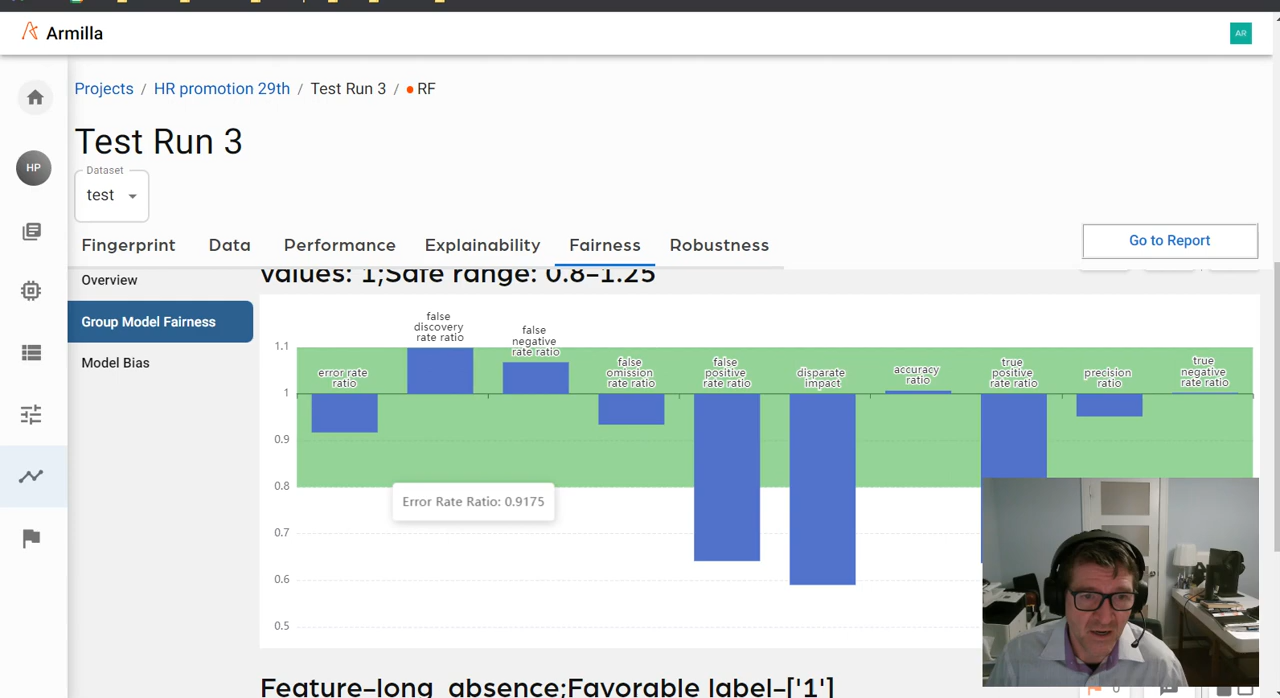 Armilla
AR
Projects / HR promotion 29th / Test Run 3 / RF
Test Run 3
HP
Dataset
test
Fingerprint Data Performance Explainability Fairness Robustness
Go to Report
Overview
Group Model Fairness
Model Bias
values: 1;Safe range: 0.8-1.25
error rate
ratio
false
discovery
rate ratio
false
negative
rate ratio
false
omission
rate ratio
false
positive
rate ratio
disparate
impact
accuracy
ratio
true
positive
rate ratio
precision
ratio
true
negative
rate ratio
1.1
1
0.9
0.8
0.7
0.6
0.5
Error Rate Ratio: 0.9175
Feature-long_absence;Favorable label-['1']
0